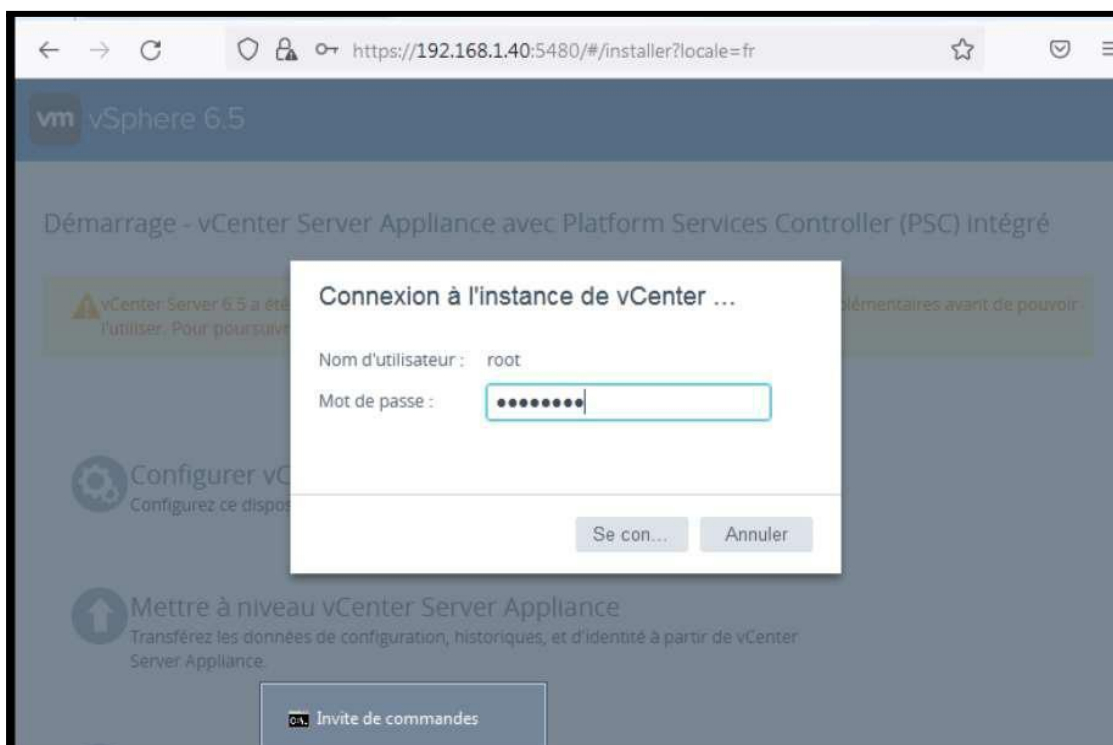 https://192.168.1.40:5480/#/installer?locale=fr
vm vSphere 6.5
Démarrage - vCenter Server Appliance avec Platform Services Controller (PSC) intégré
vCenter Server 6.5 a été
plémentaires avant de pouvoir
l'utiliser. Pour poursuivre
Connexion à l'instance de vCenter ...
Nom d'utilisateur : root
Mot de passe : ••••••••
Se con... Annuler
Configurer vC
Configurez ce dispos
Mettre à niveau vCenter Server Appliance
Transférez les données de configuration, historiques, et d'identité à partir de vCenter
Server Appliance.
Invite de commandes